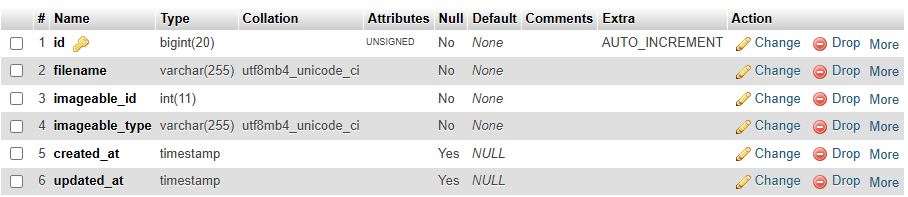 # Name Type Collation Attributes Null Default Comments Extra Action
1 id bigint(20) UNSIGNED No None AUTO_INCREMENT Change Drop More
2 filename varchar(255) utf8mb4_unicode_ci No None Change Drop More
3 imageable_id int(11) No None Change Drop More
4 imageable_type varchar(255) utf8mb4_unicode_ci No None Change Drop More
5 created_at timestamp Yes NULL Change Drop More
6 updated_at timestamp Yes NULL Change Drop More